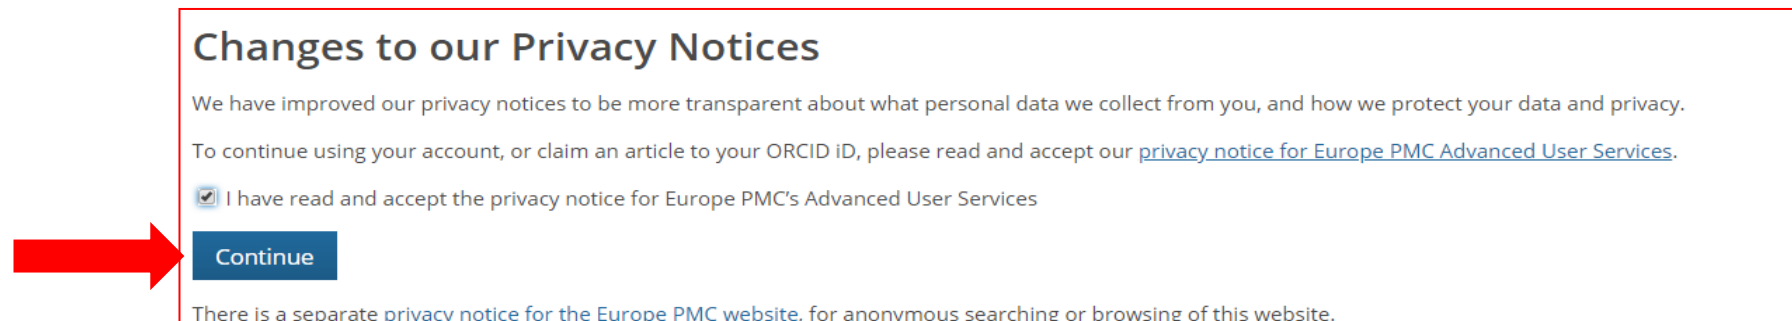 Changes to our Privacy Notices
We have improved our privacy notices to be more transparent about what personal data we collect from you, and how we protect your data and privacy.
To continue using your account, or claim an article to your ORCID iD, please read and accept our privacy notice for Europe PMC Advanced User Services.
I have read and accept the privacy notice for Europe PMC’s Advanced User Services
Continue
There is a separate privacy notice for the Europe PMC website, for anonymous searching or browsing of this website.